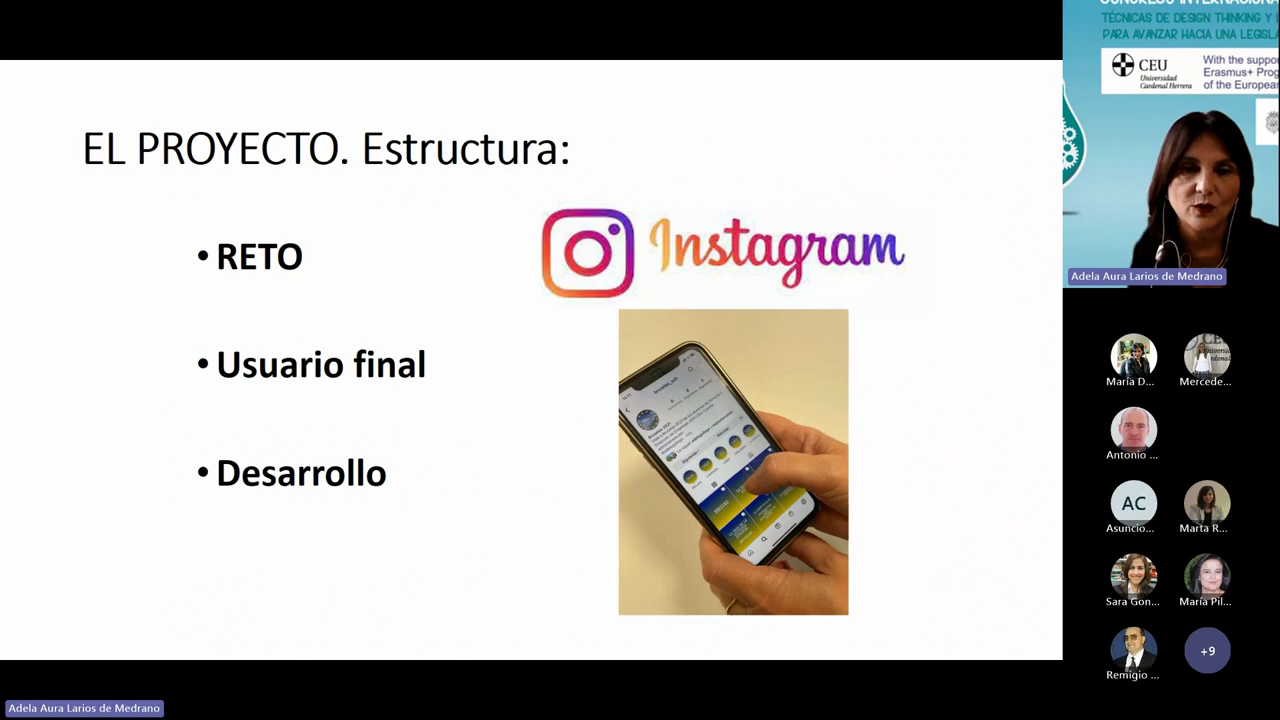 EL PROYECTO. Estructura:
• RETO
• Usuario final
• Desarrollo
Instagram
CONGRESO INTERNACIONA
TÉCNICAS DE DESIGN THINKING Y
PARA AVANZAR HACIA UNA LEGISL
CEU
Universidad
Cardenal Herrera
With the suppo
Erasmus+ Prog
of the European
Adela Aura Larios de Medrano
María D...
Mercede...
Antonio ...
AC
Asuncio...
Marta R...
Sara Gon...
María Pil...
Remigio ...
+9
Adela Aura Larios de Medrano